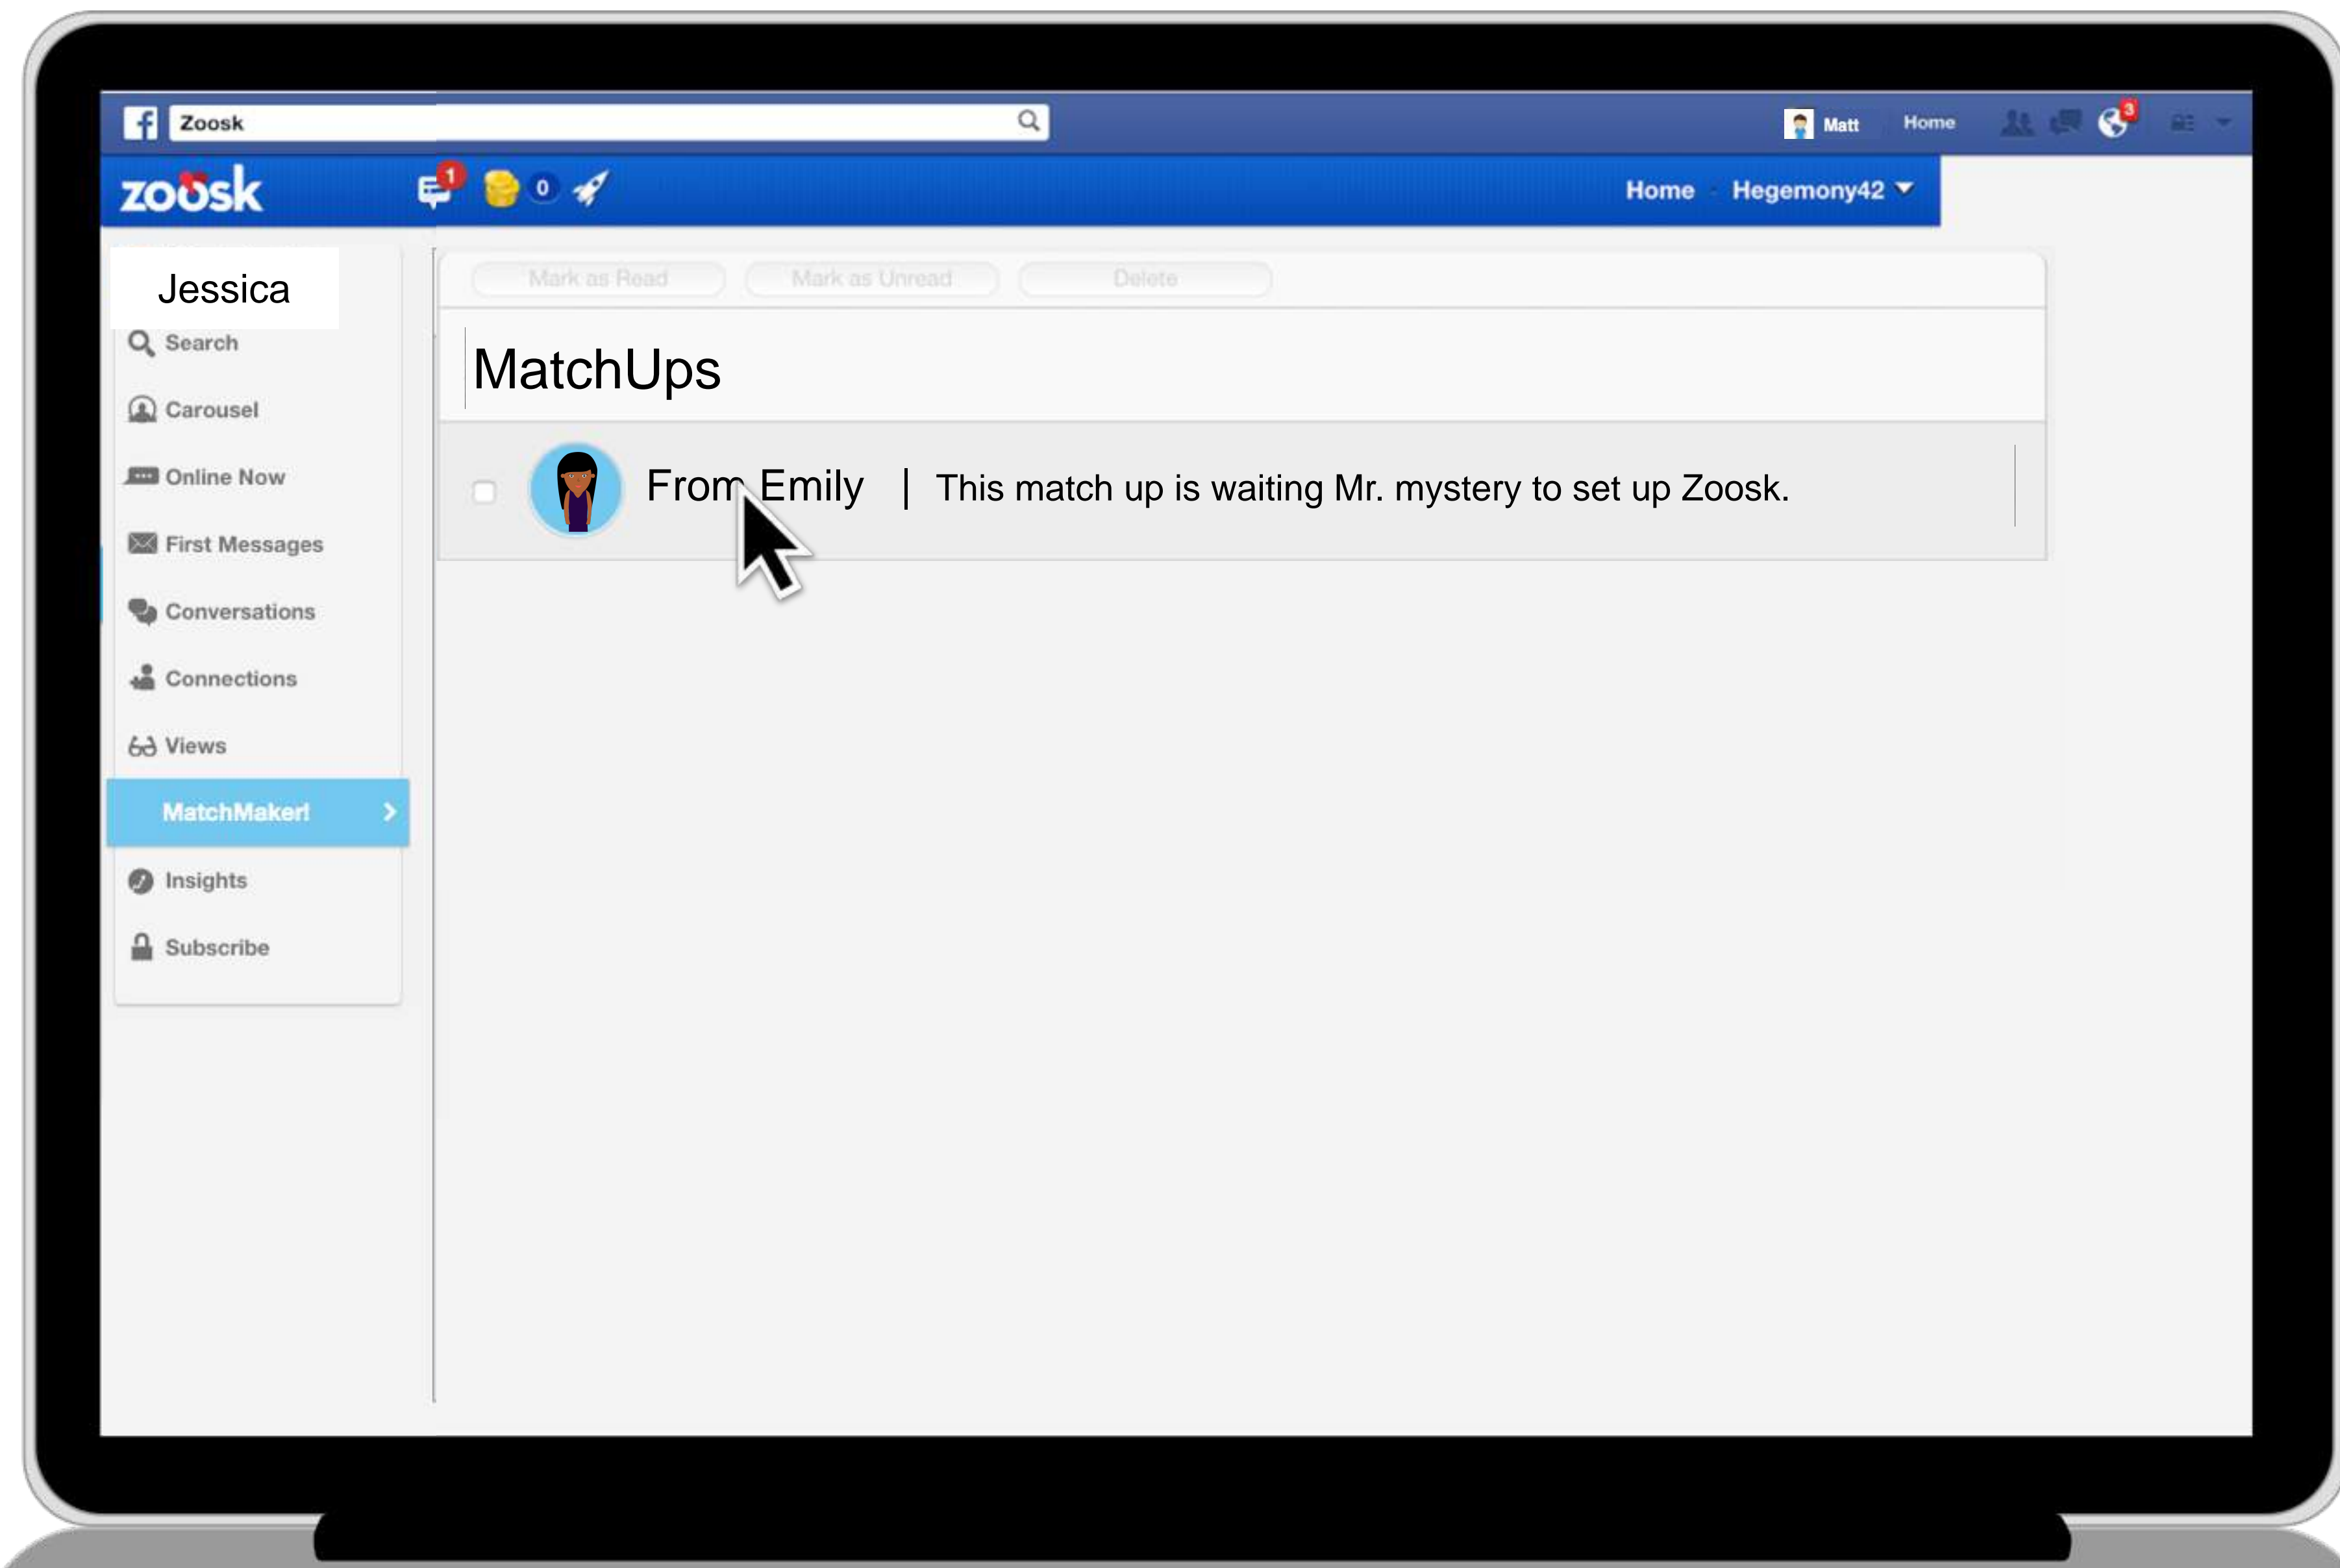 f Zoosk Matt Home 3
zoosk 1 0 Home Hegemony42
Jessica
Mark as Read Mark as Unread Delete
MatchUps
From Emily | This match up is waiting Mr. mystery to set up Zoosk.
Search
Carousel
Online Now
First Messages
Conversations
Connections
Views
MatchMaker!
Insights
Subscribe